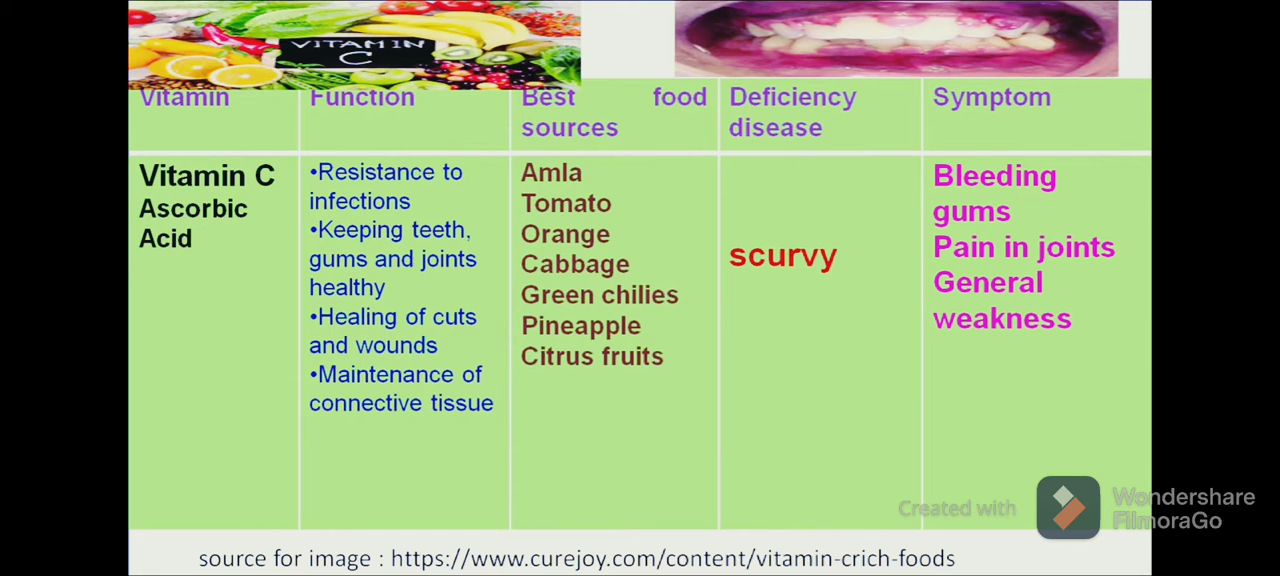 VITAMIN
C
Vitamin
Function
Best food
sources
Deficiency
disease
Symptom
Vitamin C
Ascorbic
Acid
•Resistance to
infections
•Keeping teeth,
gums and joints
healthy
•Healing of cuts
and wounds
•Maintenance of
connective tissue
Amla
Tomato
Orange
Cabbage
Green chilies
Pineapple
Citrus fruits
scurvy
Bleeding
gums
Pain in joints
General
weakness
Created with
Wondershare
FilmoraGo
source for image : https://www.curejoy.com/content/vitamin-crich-foods